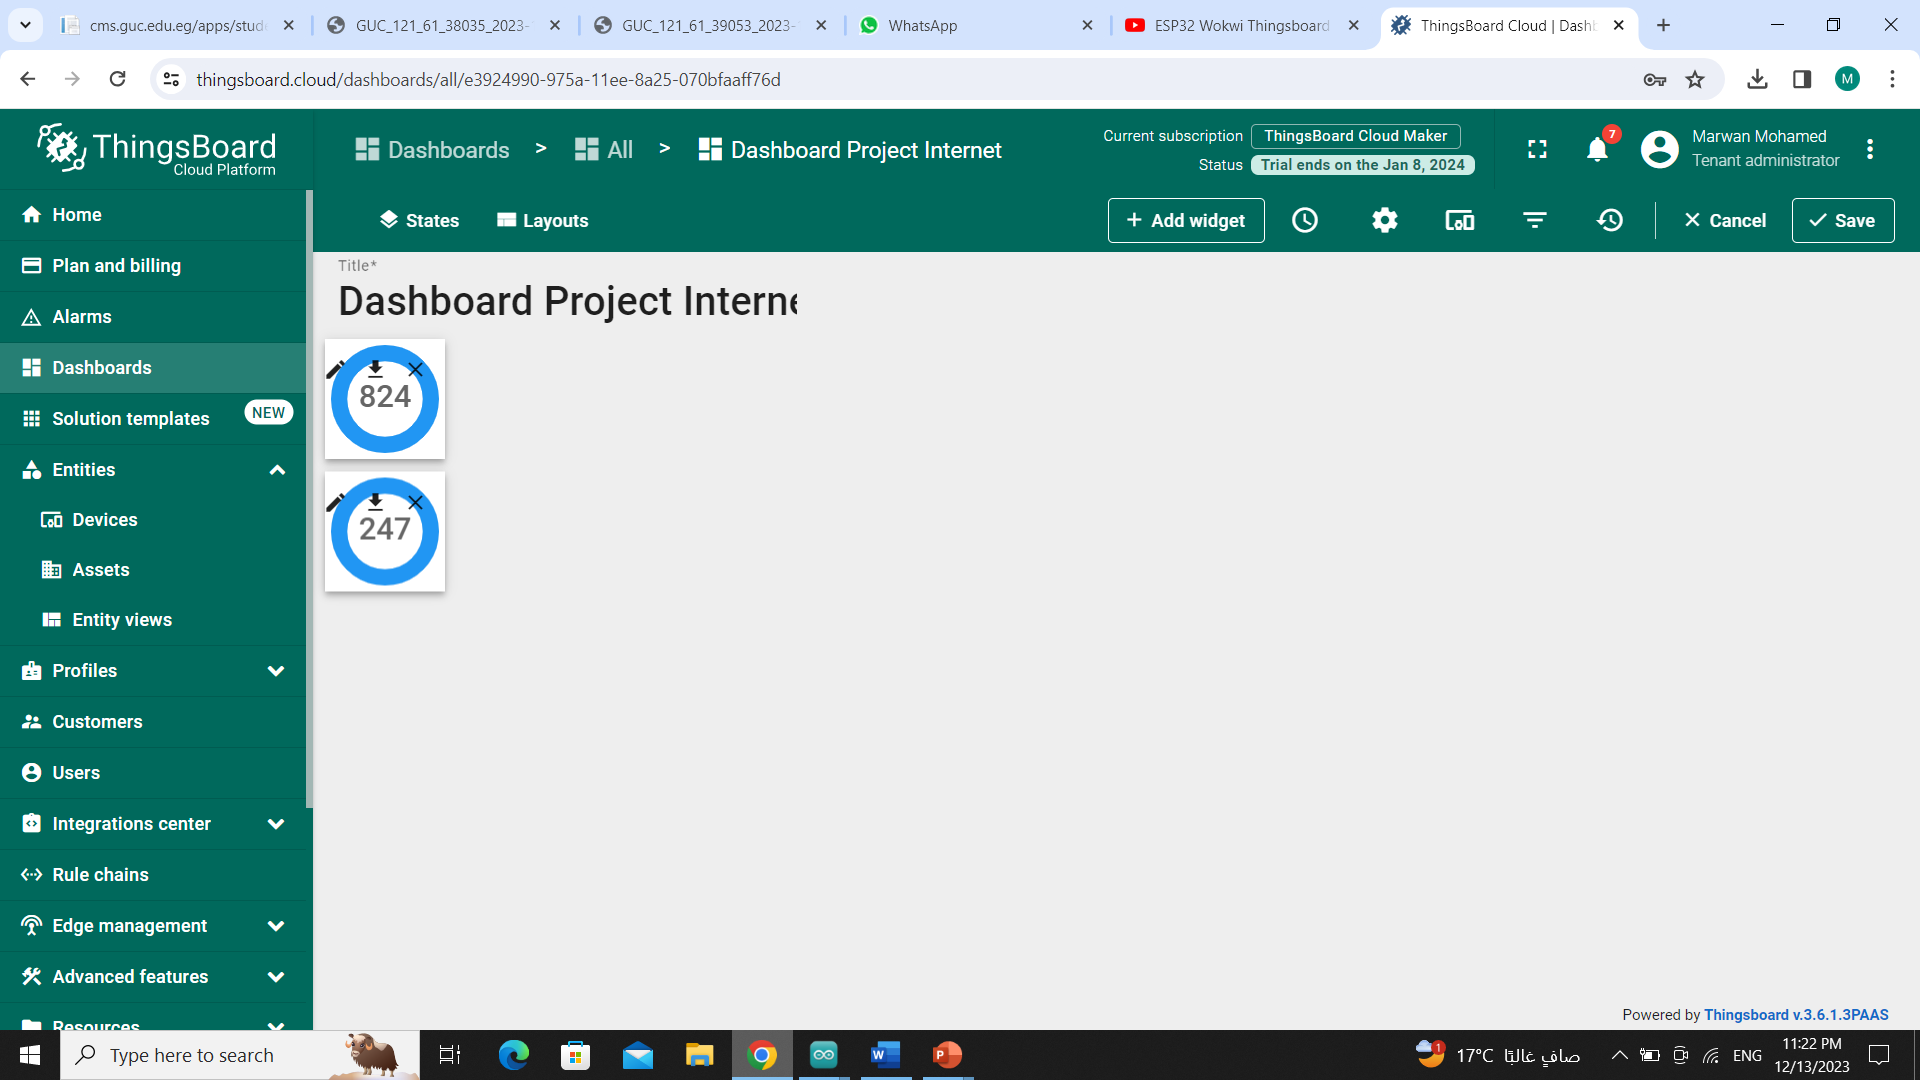 cms.guc.edu.eg/apps/stude
GUC_121_61_38035_2023-
GUC_121_61_39053_2023-
WhatsApp
ESP32 Wokwi Thingsboard
ThingsBoard Cloud | Dashb
thingsboard.cloud/dashboards/all/e3924990-975a-11ee-8a25-070bfaaff76d
M
ThingsBoard
Cloud Platform
Dashboards > All > Dashboard Project Internet
Current subscription ThingsBoard Cloud Maker
Status Trial ends on the Jan 8, 2024
7
Marwan Mohamed
Tenant administrator
States
Layouts
+ Add widget
Cancel
Save
Home
Plan and billing
Alarms
Dashboards
Solution templates NEW
Entities
Devices
Assets
Entity views
Profiles
Customers
Users
Integrations center
Rule chains
Edge management
Advanced features
Resources
Title*
Dashboard Project Interne
824
247
Powered by Thingsboard v.3.6.1.3PAAS
Type here to search
W
P
1
17°C صافٍ غالبًا
ENG
11:22 PM
12/13/2023